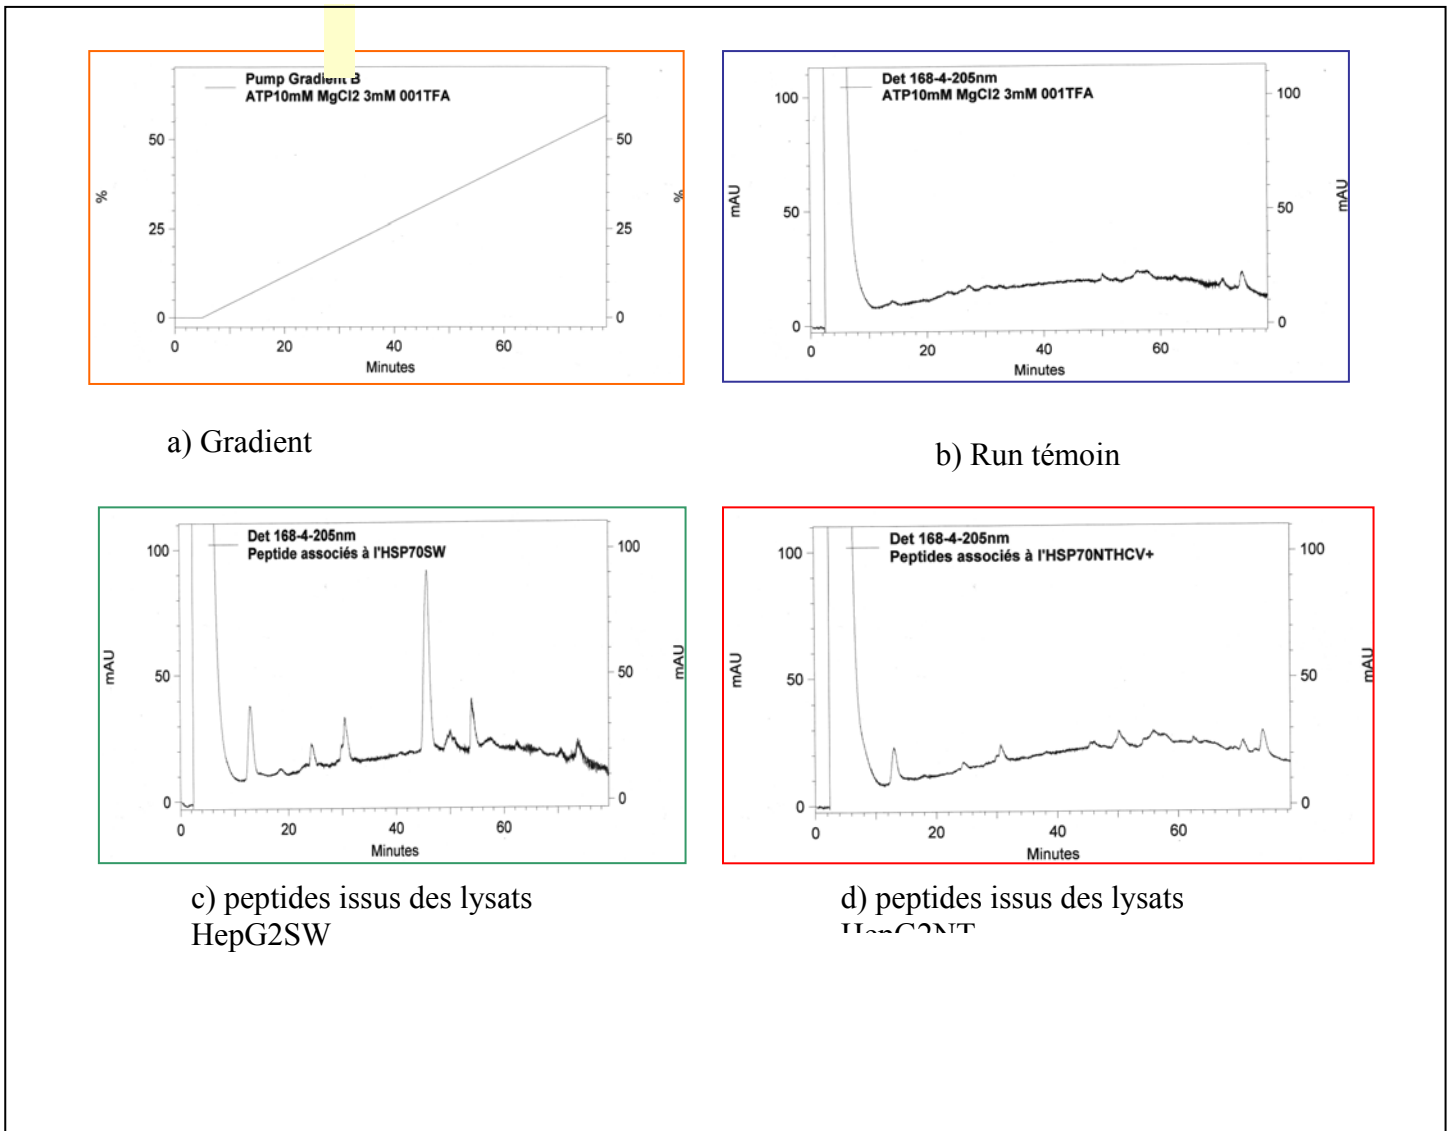 Pump Gradient B
ATP10mM MgCl2 3mM 001TFA
50
25
0
%
50
25
0
%
0 20 40 60
Minutes
a) Gradient
Det 168-4-205nm
ATP10mM MgCl2 3mM 001TFA
100
50
0
mAU
100
50
0
mAU
0 20 40 60
Minutes
b) Run témoin
Det 168-4-205nm
Peptide associés à l'HSP70SW
100
50
0
mAU
100
50
0
mAU
0 20 40 60
Minutes
c) peptides issus des lysats
HepG2SW
Det 168-4-205nm
Peptides associés à l'HSP70NTHCV+
100
50
0
mAU
100
50
0
mAU
0 20 40 60
Minutes
d) peptides issus des lysats
HepG2NT